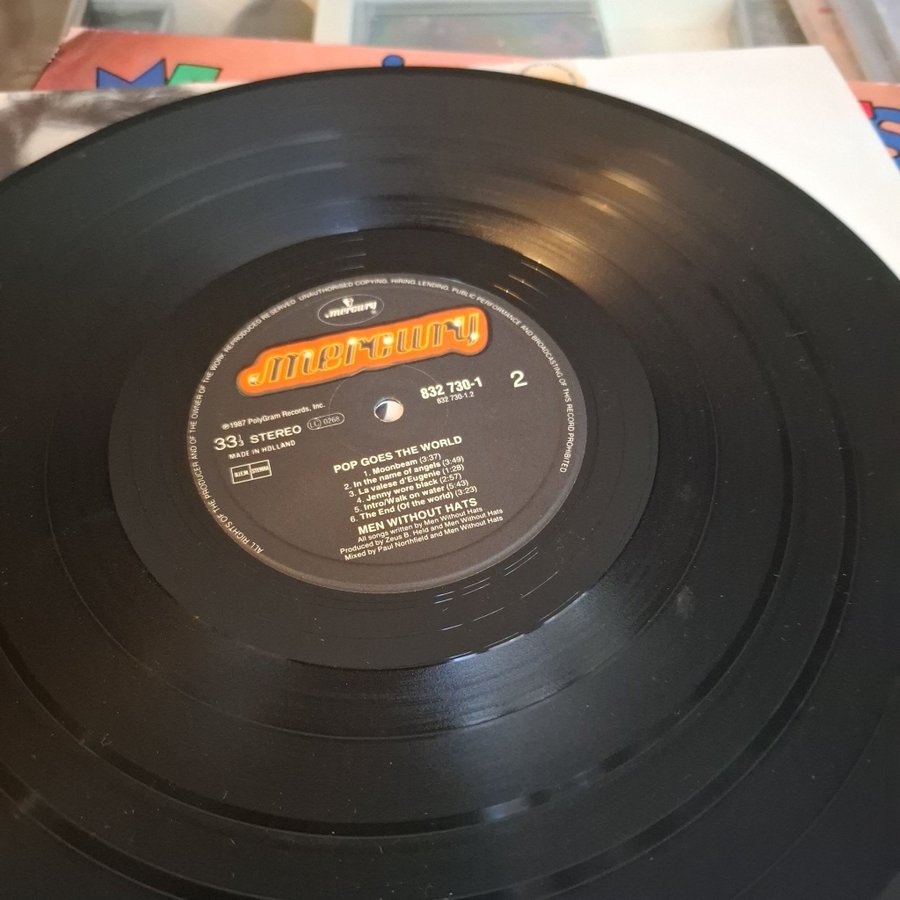 ALL RIGHTS OF THE PRODUCER AND OF THE OWNER OF THE WORK REPRODUCED RESERVED. UNAUTHORISED COPYING, HIRING, LENDING, PUBLIC PERFORMANCE AND BROADCASTING OF THIS RECORD PROHIBITED
mercury
mercury
832 730-1
832 730-1.2
2
℗1987 PolyGram Records, Inc.
33⅓ STEREO
LC 0268
MADE IN HOLLAND
STEMRA
POP GOES THE WORLD
1. Moonbeam (3:37)
2. In the name of angels (3:49)
3. La valese d'Eugenie (1:28)
4. Jenny wore black (2:57)
5. Intro/Walk on water (5:43)
6. The End (Of the world) (3:23)
MEN WITHOUT HATS
All songs written by Men Without Hats
Produced by Zeus B. Held and Men Without Hats
Mixed by Paul Northfield and Men Without Hats